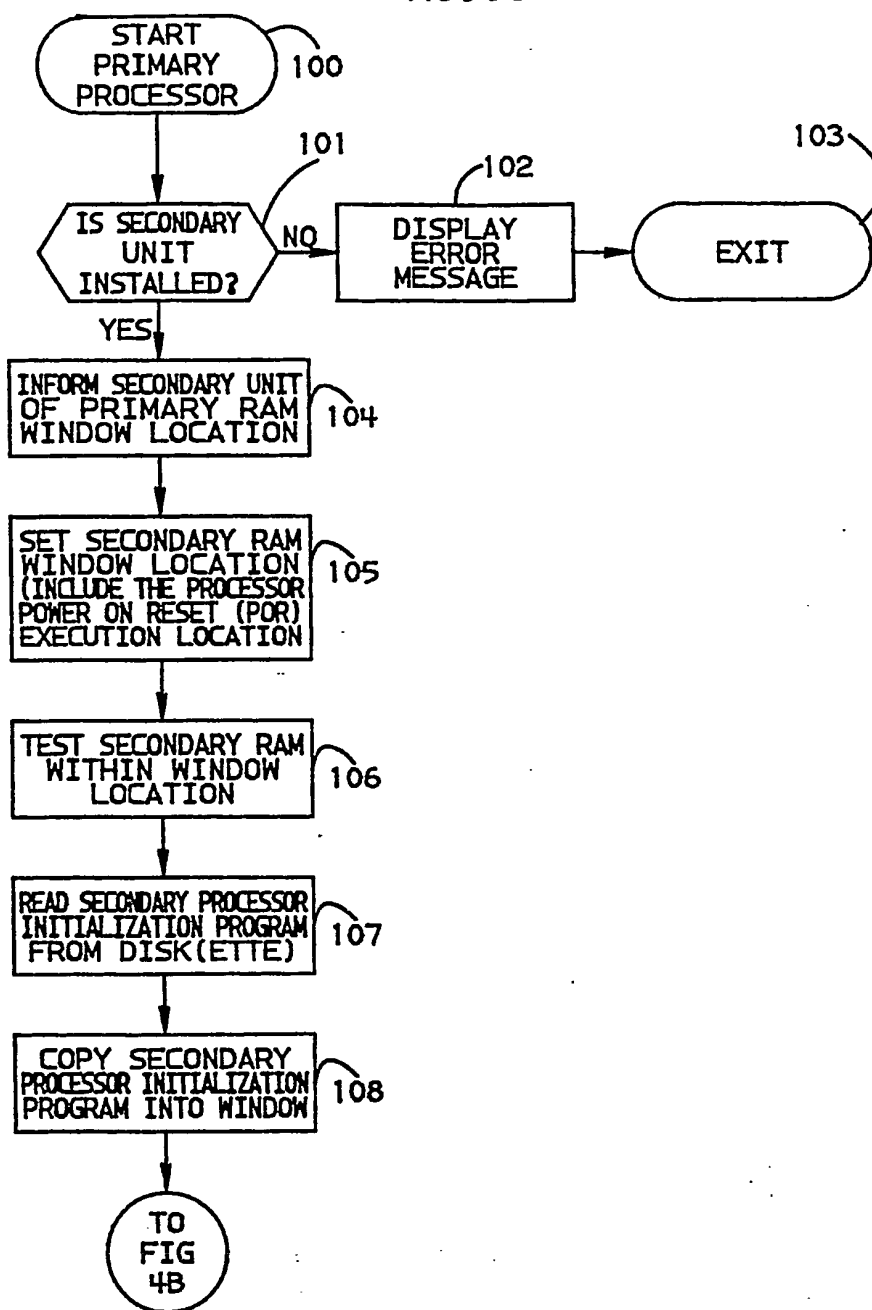 START
PRIMARY
PROCESSOR
100
101
IS SECONDARY
UNIT
INSTALLED?
NO
102
DISPLAY
ERROR
MESSAGE
103
EXIT
YES
INFORM SECONDARY UNIT
OF PRIMARY RAM
WINDOW LOCATION
104
SET SECONDARY RAM
WINDOW LOCATION
(INCLUDE THE PROCESSOR
POWER ON RESET (POR)
EXECUTION LOCATION
105
TEST SECONDARY RAM
WITHIN WINDOW
LOCATION
106
READ SECONDARY PROCESSOR
INITIALIZATION PROGRAM
FROM DISK(ETTE)
107
COPY SECONDARY
PROCESSOR INITIALIZATION
PROGRAM INTO WINDOW
108
TO
FIG
4B